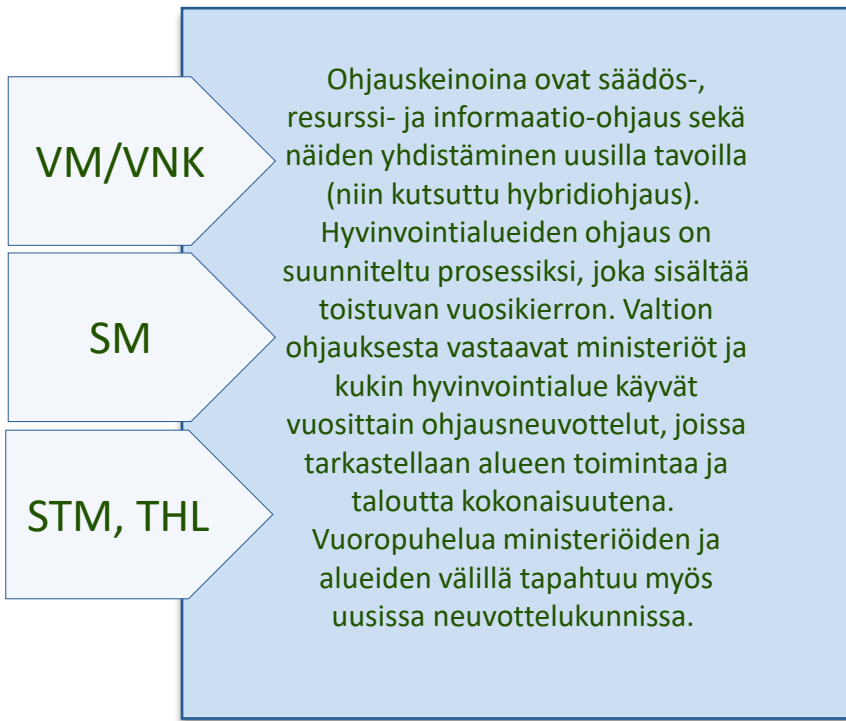 VM/VNK
SM
STM, THL
Ohjauskeinoina ovat säädös-,
resurssi- ja informaatio-ohjaus sekä
näiden yhdistäminen uusilla tavoilla
(niin kutsuttu hybridiohjaus).
Hyvinvointialueiden ohjaus on
suunniteltu prosessiksi, joka sisältää
toistuvan vuosikierron. Valtion
ohjauksesta vastaavat ministeriöt ja
kukin hyvinvointialue käyvät
vuosittain ohjausneuvottelut, joissa
tarkastellaan alueen toimintaa ja
taloutta kokonaisuutena.
Vuoropuhelua ministeriöiden ja
alueiden välillä tapahtuu myös
uusissa neuvottelukunnissa.